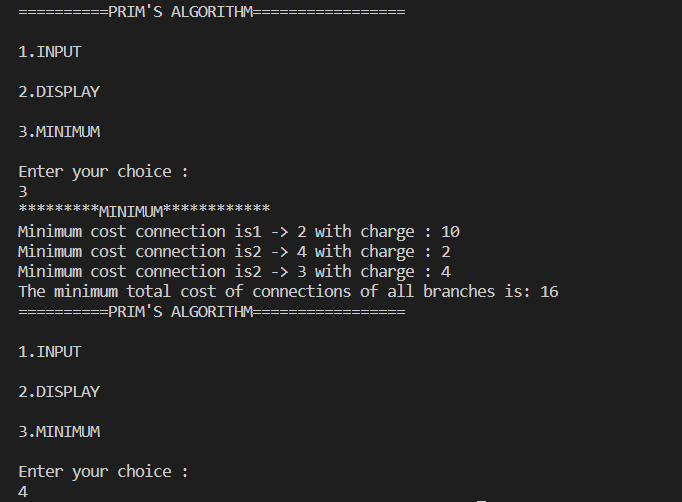 ==========PRIM'S ALGORITHM=================
1.INPUT
2.DISPLAY
3.MINIMUM
Enter your choice :
3
*********MINIMUM************
Minimum cost connection is1 -> 2 with charge : 10
Minimum cost connection is2 -> 4 with charge : 2
Minimum cost connection is2 -> 3 with charge : 4
The minimum total cost of connections of all branches is: 16
==========PRIM'S ALGORITHM=================
1.INPUT
2.DISPLAY
3.MINIMUM
Enter your choice :
4